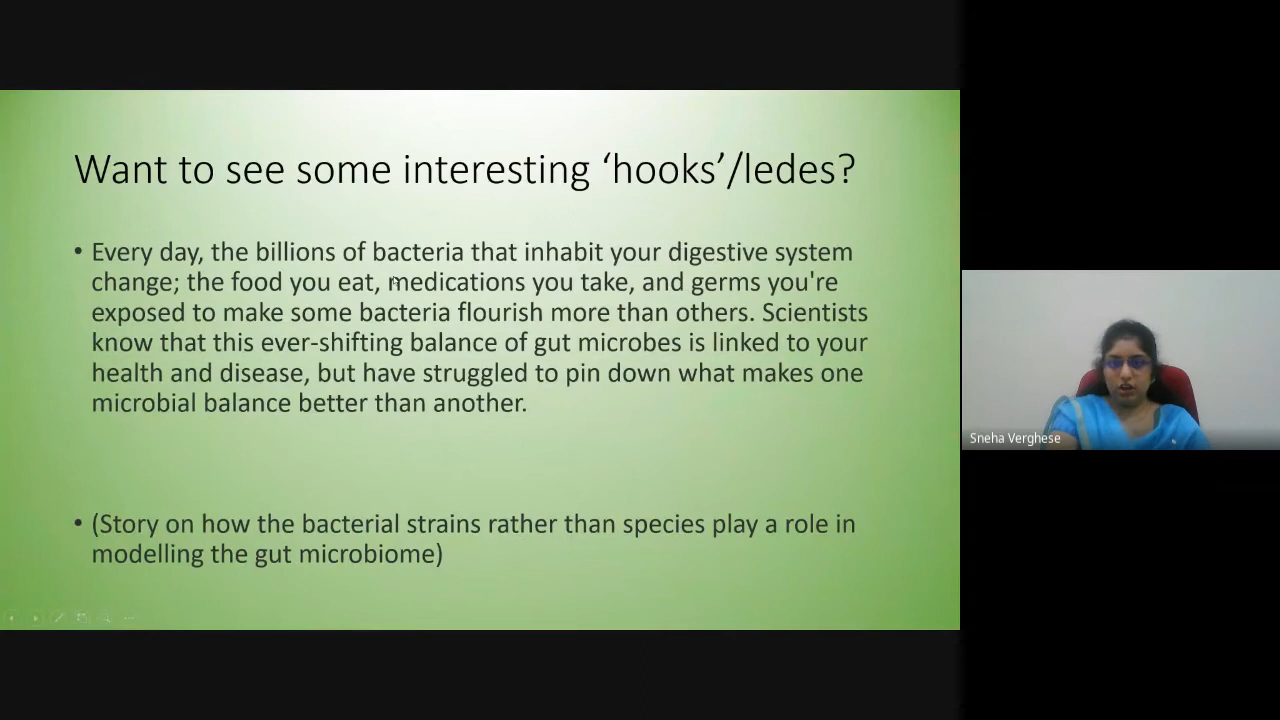 Want to see some interesting ‘hooks’/ledes?
• Every day, the billions of bacteria that inhabit your digestive system
change; the food you eat, medications you take, and germs you're
exposed to make some bacteria flourish more than others. Scientists
know that this ever-shifting balance of gut microbes is linked to your
health and disease, but have struggled to pin down what makes one
microbial balance better than another.
• (Story on how the bacterial strains rather than species play a role in
modelling the gut microbiome)
Sneha Verghese